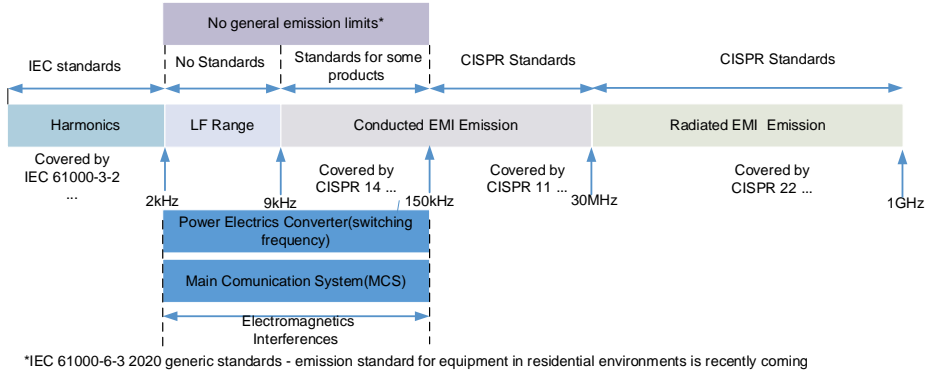 No general emission limits*
IEC standards
No Standards
Standards for some
products
CISPR Standards
CISPR Standards
Harmonics
LF Range
Conducted EMI Emission
Radiated EMI Emission
Covered by
IEC 61000-3-2
...
Covered by
CISPR 14 ...
Covered by
CISPR 11 ...
Covered by
CISPR 22 ...
2kHz
9kHz
150kHz
30MHz
1GHz
Power Electrics Converter(switching
frequency)
Main Comunication System(MCS)
Electromagnetics
Interferences
*IEC 61000-6-3 2020 generic standards - emission standard for equipment in residential environments is recently coming